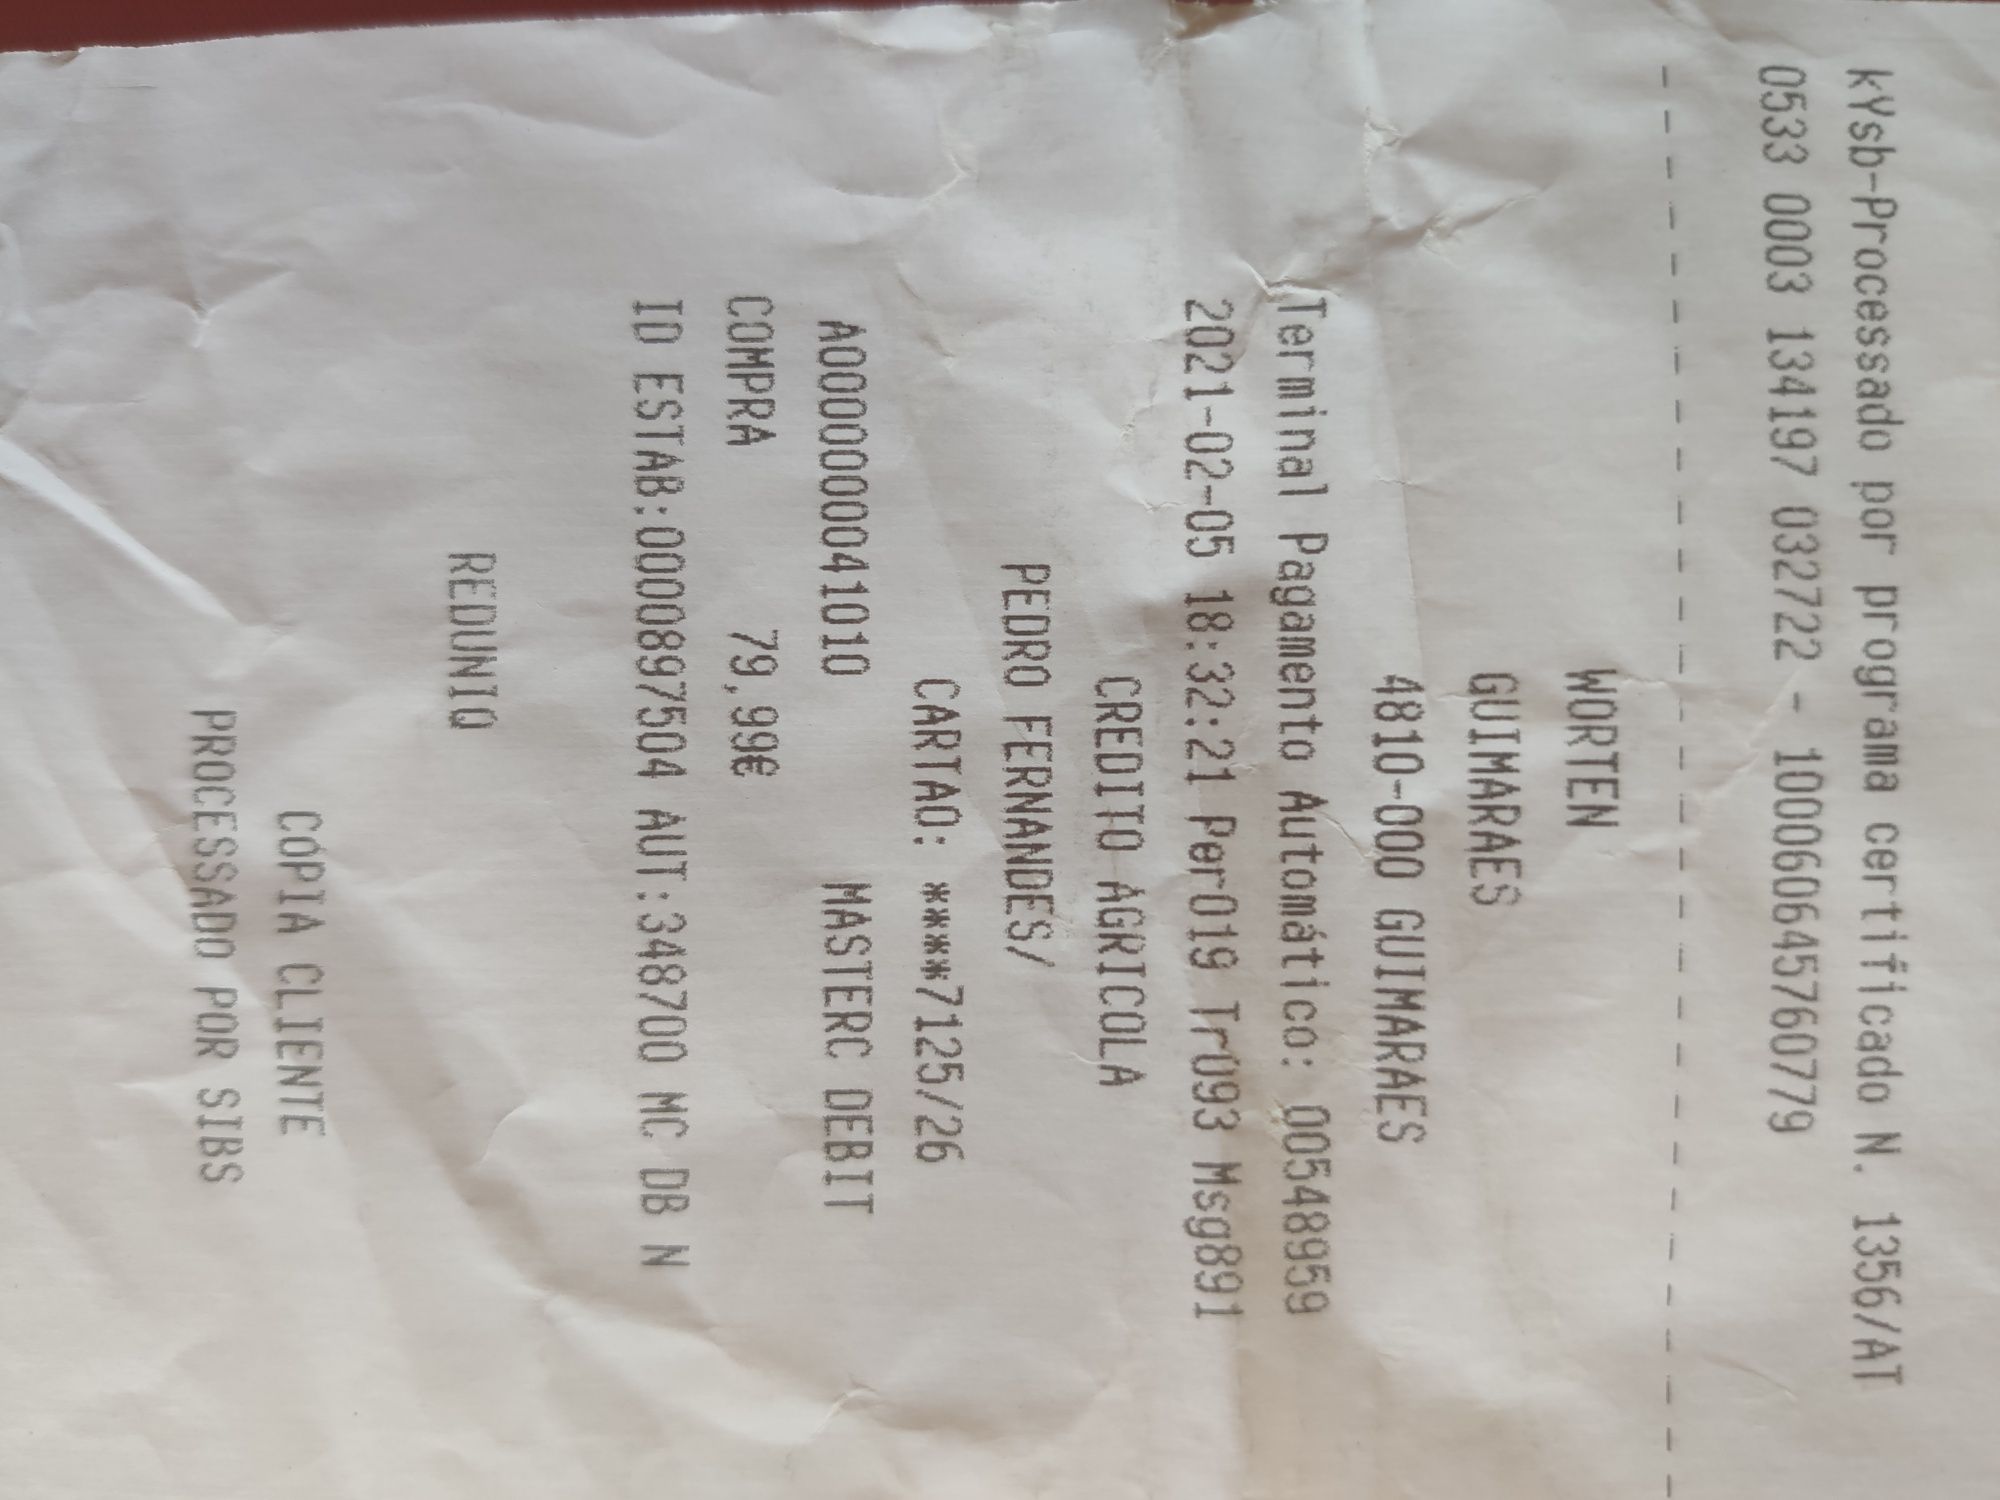 kYsb-Processado por programa certificado N. 1356/AT
0533 0003 134197 032722 - 10006064576O779
WORTEN
GUIMARAES
4810-000 GUIMARAES
Terminal Pagamento Automático: 00548959
2021-02-05 18:32:21 Per019 Tr093 Msg891
CREDITO AGRICOLA
PEDRO FERNANDES/
CARTAO: ****7125/26
A0000000041010 MASTERC DEBIT
COMPRA 79,99€
ID ESTAB:0000897504 AUT:348700 MC DB N
REDUNIQ
CÓPIA CLIENTE
PROCESSADO POR SIBS